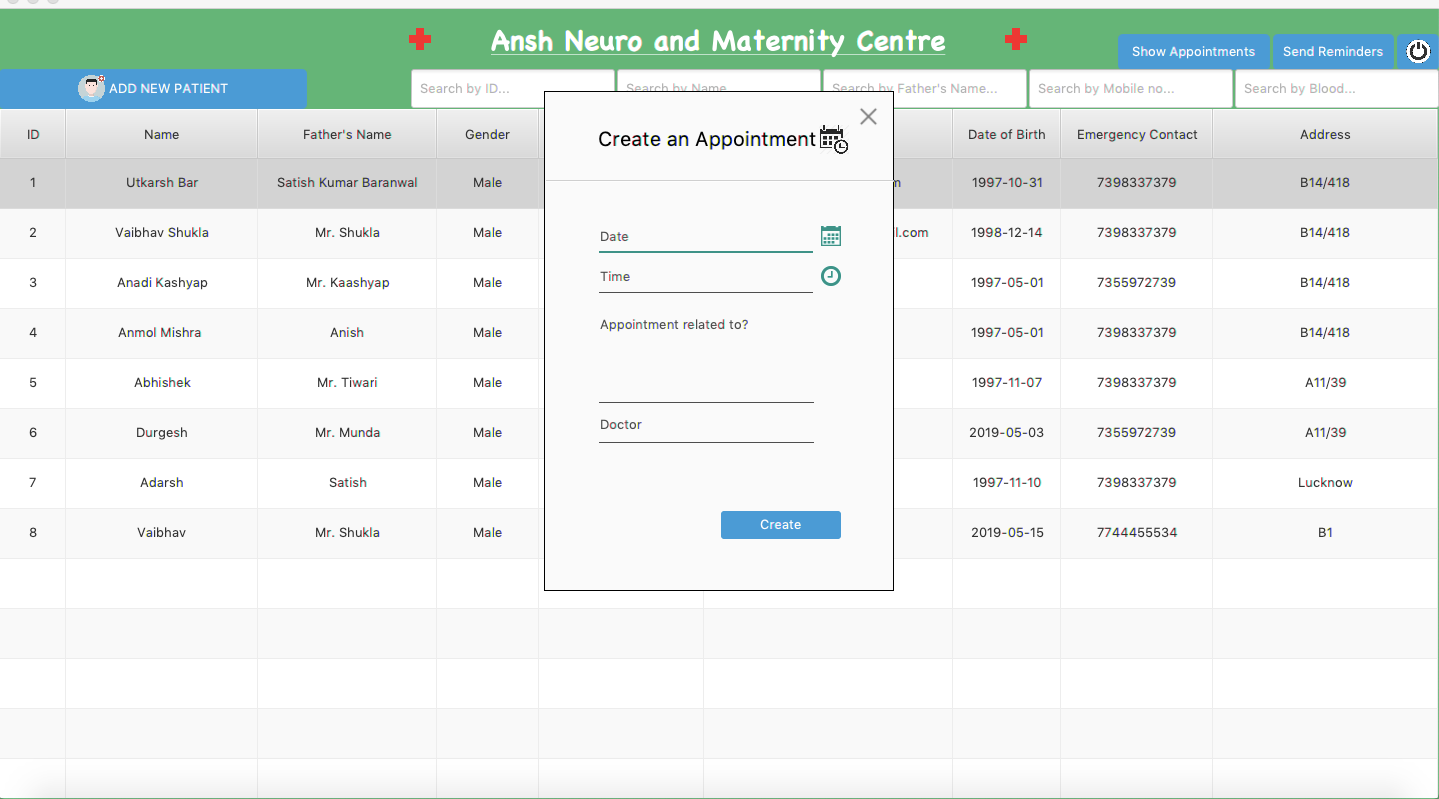 Ansh Neuro and Maternity Centre
Show Appointments Send Reminders
ADD NEW PATIENT Search by ID... Search by Name Search by Father's Name... Search by Mobile no... Search by Blood...
Create an Appointment
ID Name Father's Name Gender Date of Birth Emergency Contact Address
1 Utkarsh Bar Satish Kumar Baranwal Male 1997-10-31 7398337379 B14/418
2 Vaibhav Shukla Mr. Shukla Male l.com 1998-12-14 7398337379 B14/418
3 Anadi Kashyap Mr. Kaashyap Male 1997-05-01 7355972739 B14/418
4 Anmol Mishra Anish Male 1997-05-01 7398337379 B14/418
5 Abhishek Mr. Tiwari Male 1997-11-07 7398337379 A11/39
6 Durgesh Mr. Munda Male 2019-05-03 7355972739 A11/39
7 Adarsh Satish Male 1997-11-10 7398337379 Lucknow
8 Vaibhav Mr. Shukla Male 2019-05-15 7744455534 B1
Date
Time
Appointment related to?
Doctor
Create